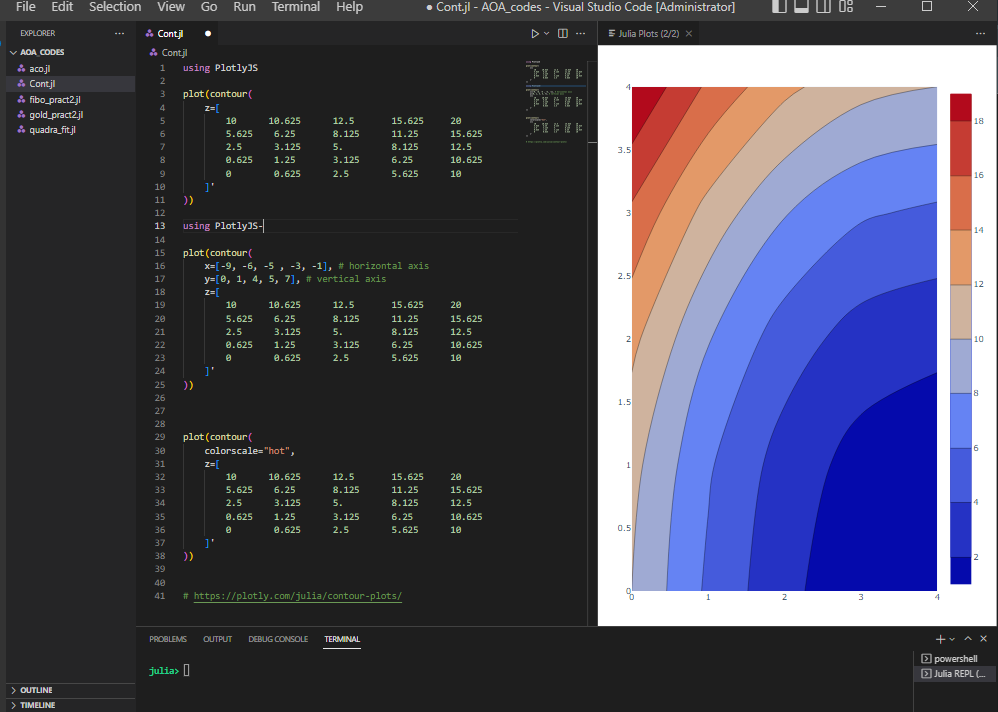 File Edit Selection View Go Run Terminal Help ● Cont.jl - AOA_codes - Visual Studio Code [Administrator]
EXPLORER ···
AOA_CODES
aco.jl
Cont.jl
fibo_pract2.jl
gold_pract2.jl
quadra_fit.jl
OUTLINE
TIMELINE
Cont.jl ●
Cont.jl
1 using PlotlyJS
2
3 plot(contour(
4 z=[
5 10 10.625 12.5 15.625 20
6 5.625 6.25 8.125 11.25 15.625
7 2.5 3.125 5. 8.125 12.5
8 0.625 1.25 3.125 6.25 10.625
9 0 0.625 2.5 5.625 10
10 ]'
11 ))
12
13 using PlotlyJS-
14
15 plot(contour(
16 x=[-9, -6, -5 , -3, -1], # horizontal axis
17 y=[0, 1, 4, 5, 7], # vertical axis
18 z=[
19 10 10.625 12.5 15.625 20
20 5.625 6.25 8.125 11.25 15.625
21 2.5 3.125 5. 8.125 12.5
22 0.625 1.25 3.125 6.25 10.625
23 0 0.625 2.5 5.625 10
24 ]'
25 ))
26
27
28
29 plot(contour(
30 colorscale="hot",
31 z=[
32 10 10.625 12.5 15.625 20
33 5.625 6.25 8.125 11.25 15.625
34 2.5 3.125 5. 8.125 12.5
35 0.625 1.25 3.125 6.25 10.625
36 0 0.625 2.5 5.625 10
37 ]'
38 ))
39
40
41 # https://plotly.com/julia/contour-plots/
Julia Plots (2/2) ×
4
3.5
3
2.5
2
1.5
1
0.5
0
0 1 2 3 4
18
16
14
12
10
8
6
4
2
PROBLEMS OUTPUT DEBUG CONSOLE TERMINAL
julia>
powershell
Julia REPL (...